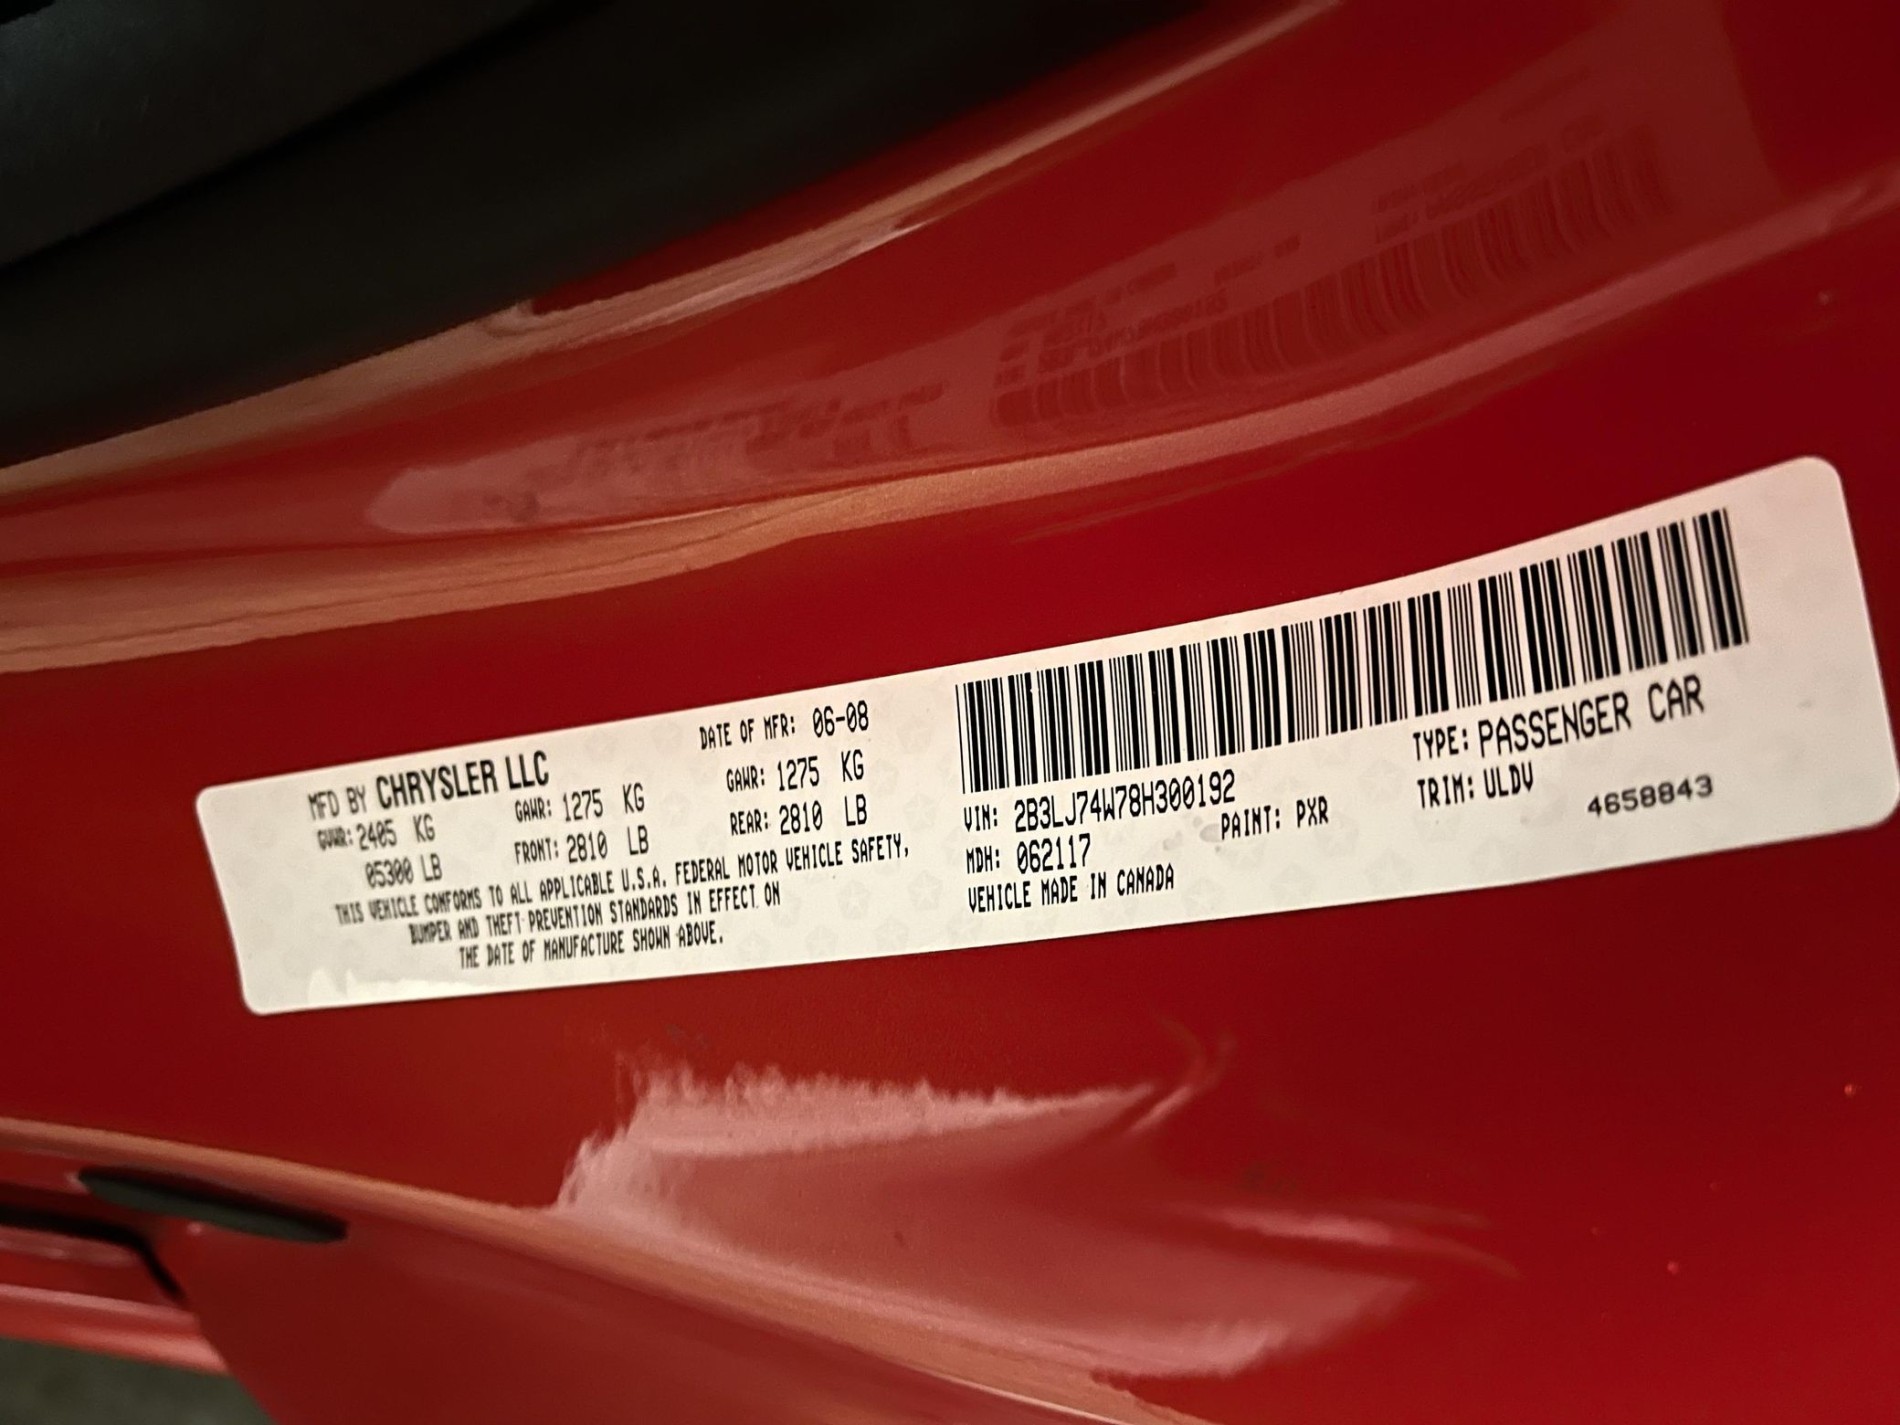 MFD BY CHRYSLER LLC
DATE OF MFR: 06-08
GVWR: 2405 KG
05300 LB
GAWR: 1275 KG
FRONT: 2810 LB
GAWR: 1275 KG
REAR: 2810 LB
THIS VEHICLE CONFORMS TO ALL APPLICABLE U.S.A. FEDERAL MOTOR VEHICLE SAFETY,
BUMPER AND THEFT PREVENTION STANDARDS IN EFFECT ON
THE DATE OF MANUFACTURE SHOWN ABOVE.
VIN: 2B3LJ74W78H300192
MDH: 062117
VEHICLE MADE IN CANADA
PAINT: PXR
TYPE: PASSENGER CAR
TRIM: ULDV
4658843